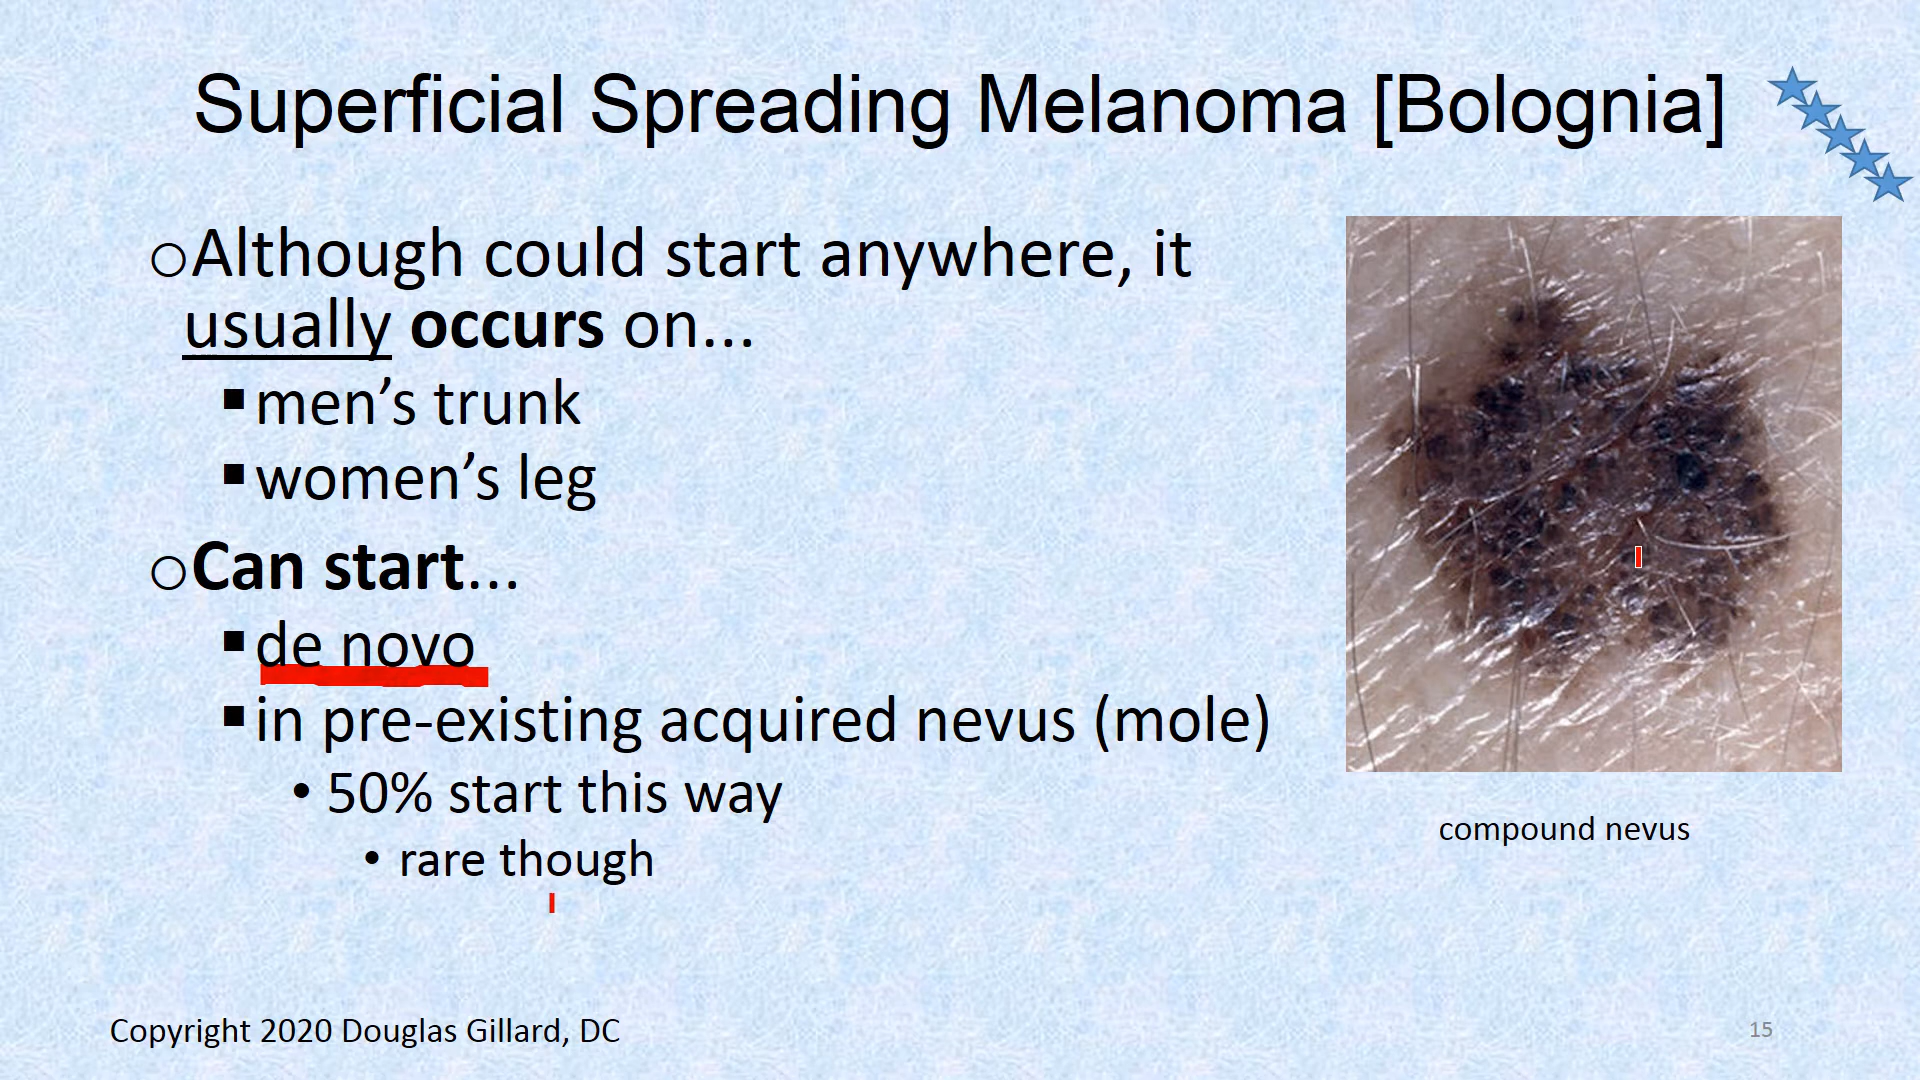 Superficial Spreading Melanoma [Bolognia]
oAlthough could start anywhere, it
usually occurs on...
▪men’s trunk
▪women’s leg
oCan start...
▪de novo
▪in pre-existing acquired nevus (mole)
• 50% start this way
• rare though
compound nevus
Copyright 2020 Douglas Gillard, DC
15